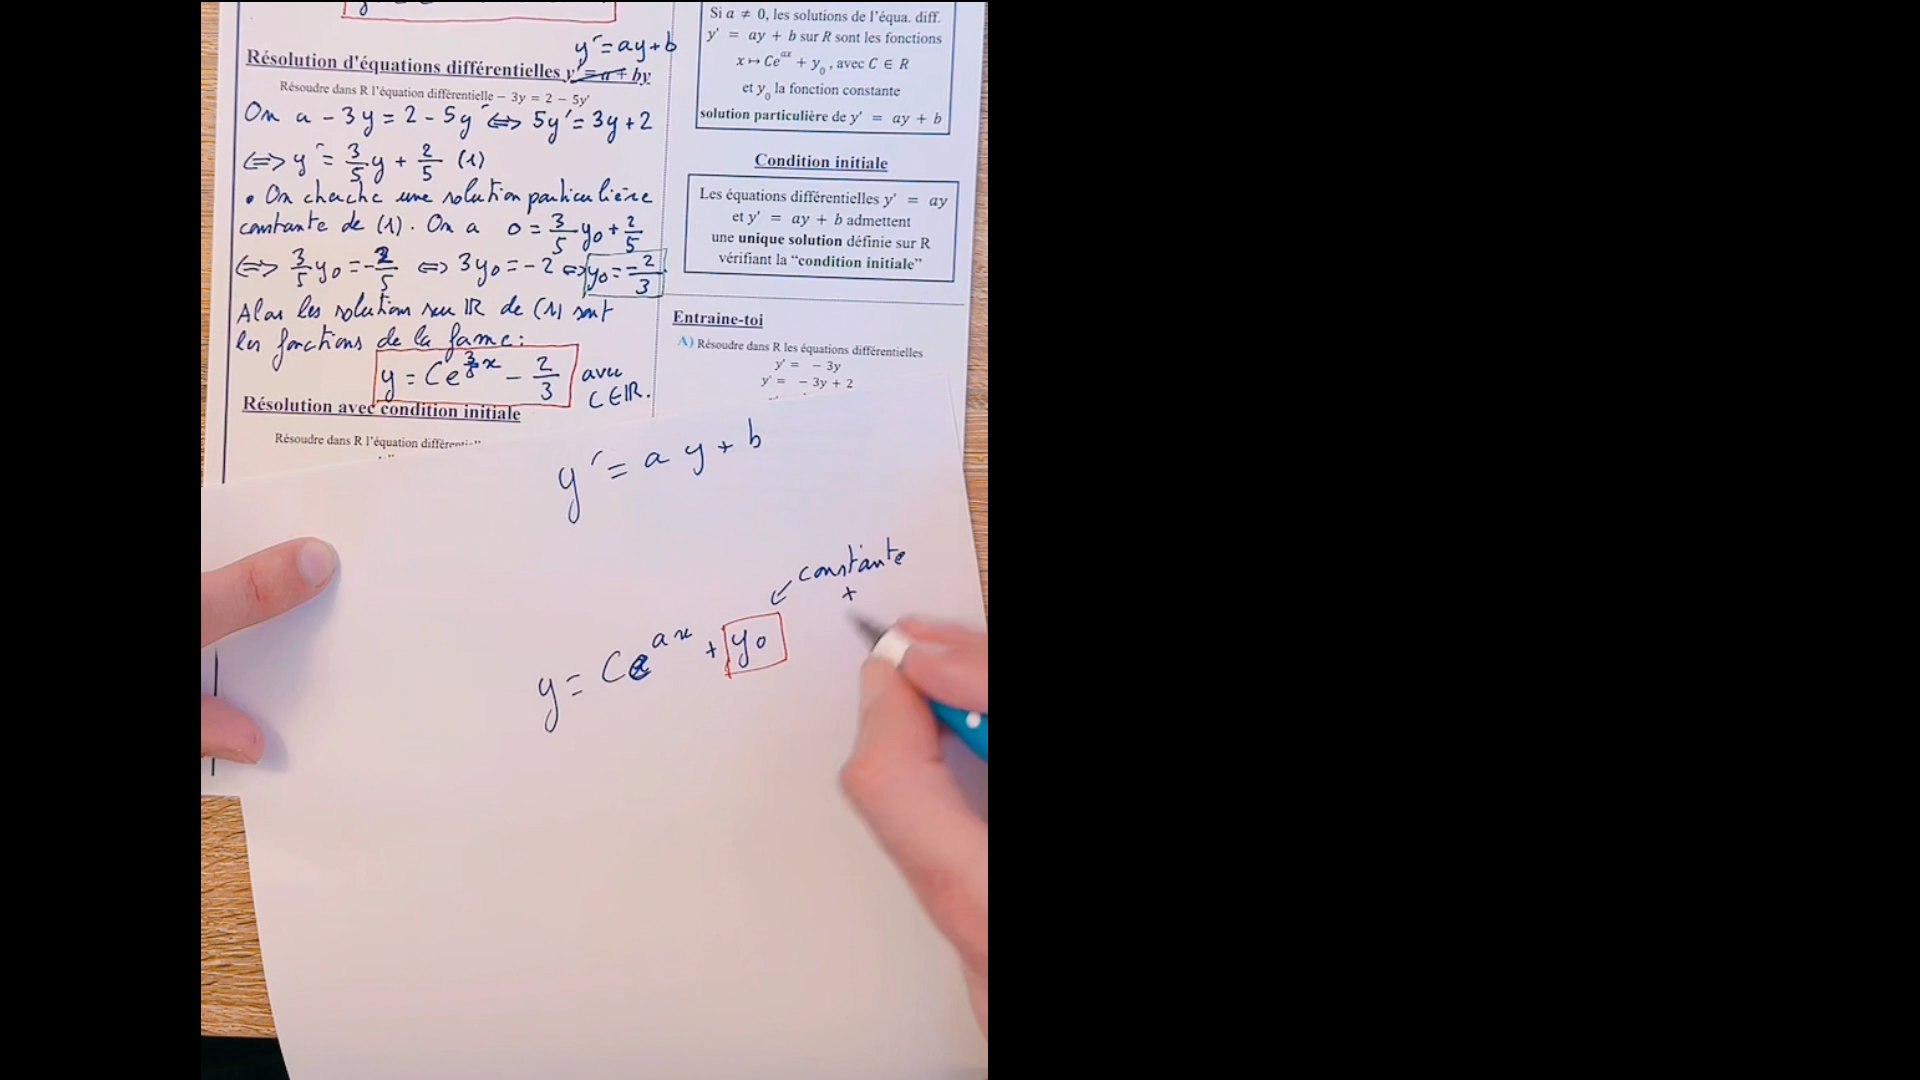 y' = ay + b
Résolution d'équations différentielles y' = a + by
Résoudre dans R l'équation différentielle − 3y = 2 − 5y'
On a - 3y = 2 - 5y' ⟺ 5y' = 3y + 2
⟺ y' = 3/5 y + 2/5 (1)
• On cherche une solution particulière
constante de (1). On a 0 = 3/5 y0 + 2/5
⟺ 3/5 y0 = -2/5 ⟺ 3y0 = -2 ⟺ y0 = -2/3
Alors les solutions sur ℝ de (1) sont
les fonctions de la forme :
y = Ce^{3/5 x} - 2/3 avec
C ∈ ℝ.
Résolution avec condition initiale
Résoudre dans R l'équation
Si a ≠ 0, les solutions de l'équa. diff.
y' = ay + b sur R sont les fonctions
x ↦ Ce^{ax} + y0, avec C ∈ R
et y0 la fonction constante
solution particulière de y' = ay + b
Condition initiale
Les équations différentielles y' = ay
et y' = ay + b admettent
une unique solution définie sur R
vérifiant la "condition initiale"
Entraine-toi
A) Résoudre dans R les équations différentielles
y' = − 3y
y' = − 3y + 2
y' = a y + b
constante
+
y = Ce^{ax} + y0